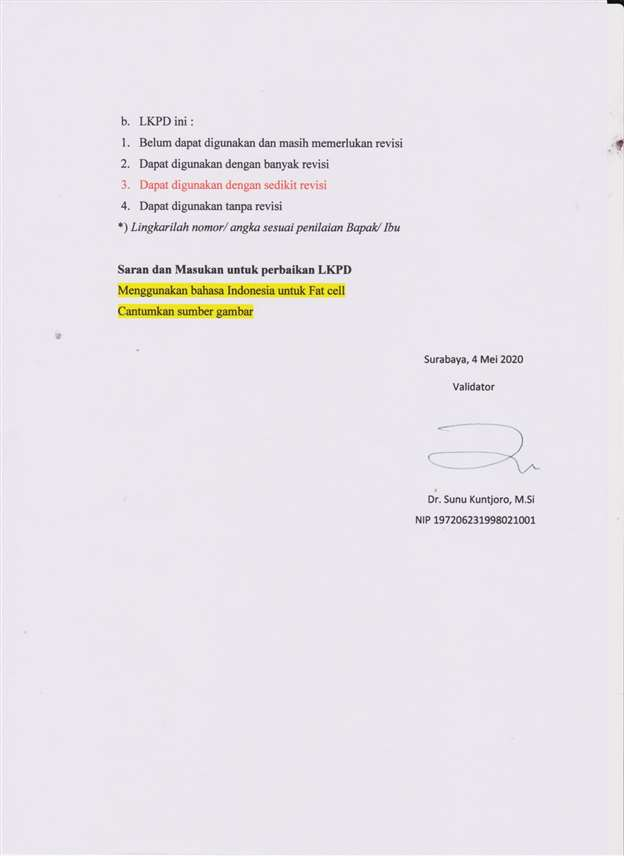 b. LKPD ini :
1. Belum dapat digunakan dan masih memerlukan revisi
2. Dapat digunakan dengan banyak revisi
3. Dapat digunakan dengan sedikit revisi
4. Dapat digunakan tanpa revisi
*) Lingkarilah nomor/ angka sesuai penilaian Bapak/ Ibu
Saran dan Masukan untuk perbaikan LKPD
Menggunakan bahasa Indonesia untuk Fat cell
Cantumkan sumber gambar
Surabaya, 4 Mei 2020
Validator
Dr. Sunu Kuntjoro, M.Si
NIP 197206231998021001